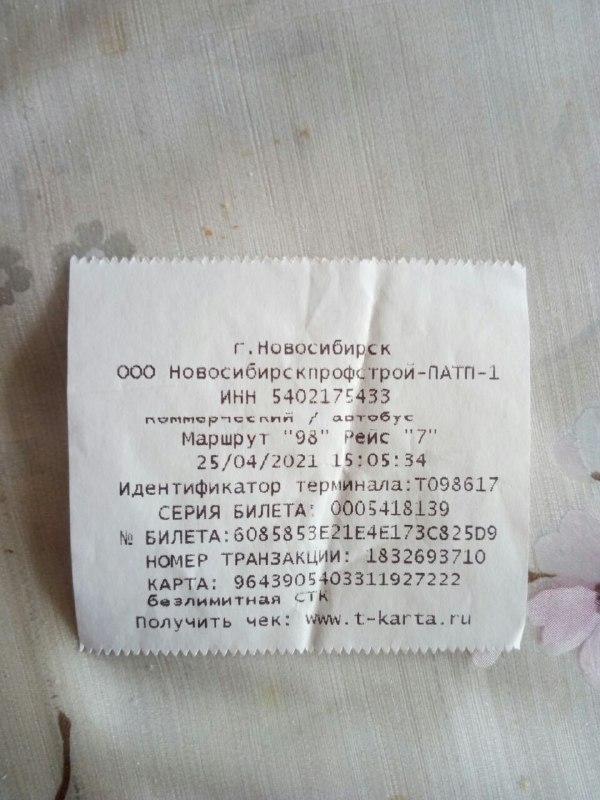 г.Новосибирск
ООО Новосибирскпрофстрой-ПАТП-1
ИНН 5402175433
коммерческий / автобус
Маршрут "98" Рейс "7"
25/04/2021 15:05:34
Идентификатор терминала:T098617
СЕРИЯ БИЛЕТА: 0005418139
№ БИЛЕТА:6085853E21E4E173C825D9
НОМЕР ТРАНЗАКЦИИ: 1832693710
КАРТА: 9643905403311927222
безлимитная СТК
Получить чек: www.t-karta.ru